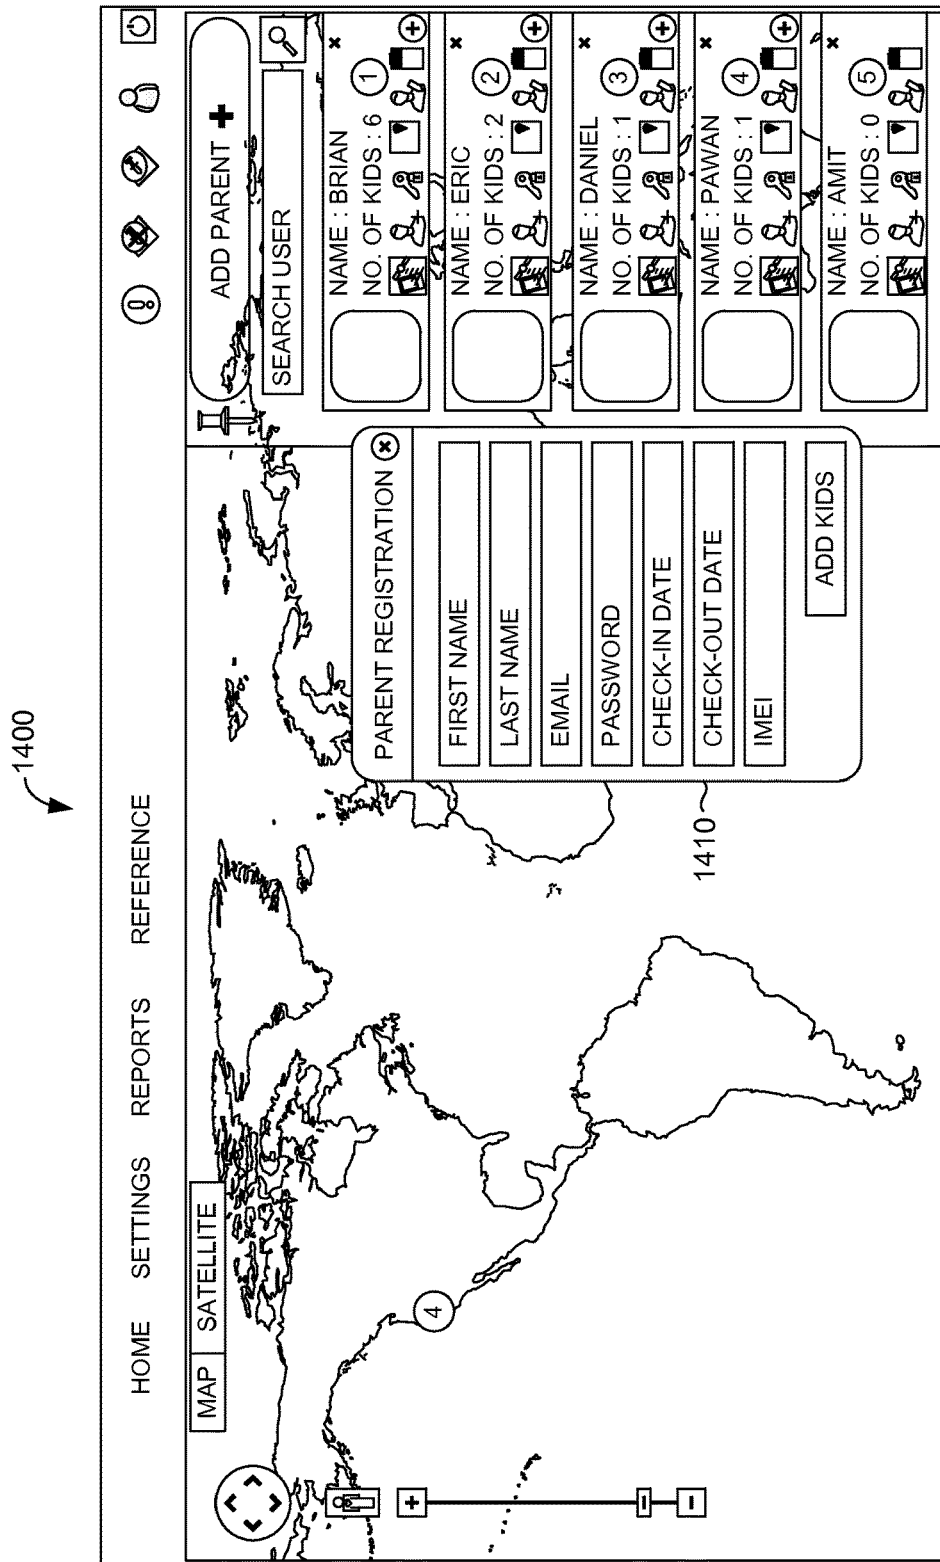 1400
HOME SETTINGS REPORTS REFERENCE
MAP SATELLITE
ADD PARENT +
SEARCH USER
NAME : BRIAN x
NO. OF KIDS : 6 1
NAME : ERIC x
NO. OF KIDS : 2 2
NAME : DANIEL x
NO. OF KIDS : 1 3
NAME : PAWAN x
NO. OF KIDS : 1 4
NAME : AMIT x
NO. OF KIDS : 0 5
PARENT REGISTRATION x
FIRST NAME
LAST NAME
EMAIL
PASSWORD
CHECK-IN DATE
CHECK-OUT DATE
IMEI
ADD KIDS
1410
4